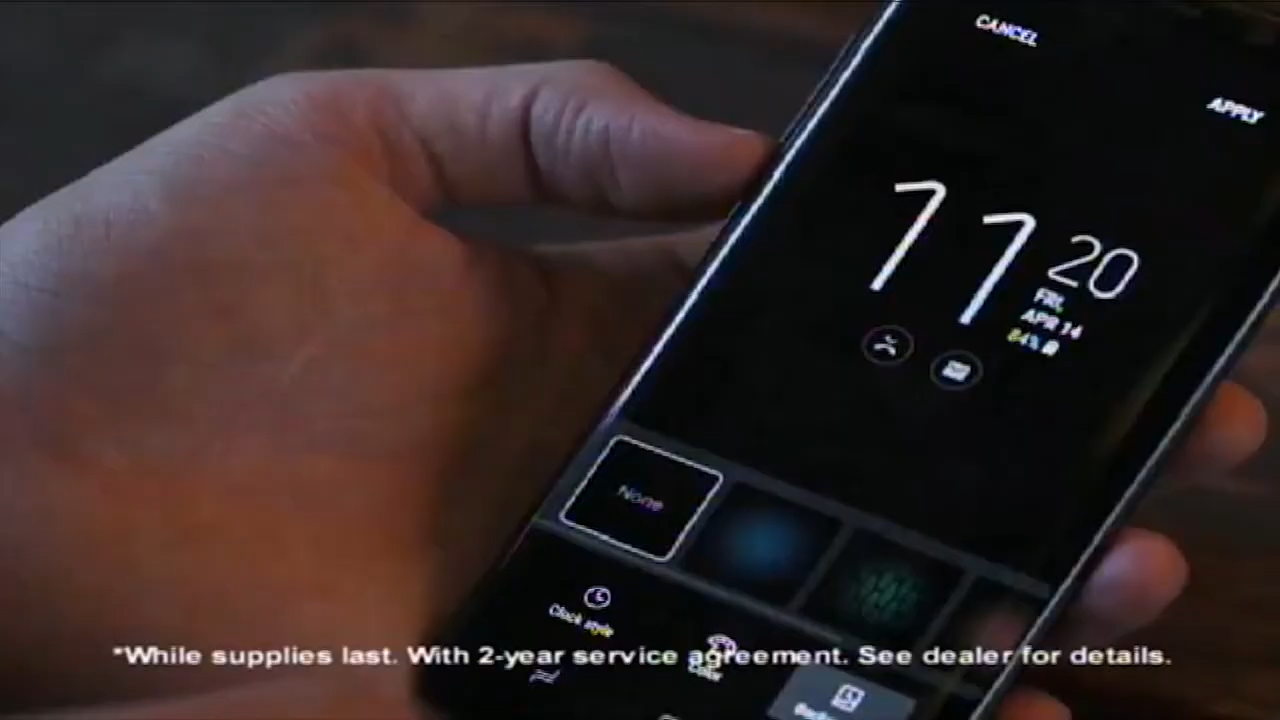 CANCEL
APPLY
11 20
FRI,
APR 14
84%
None
Clock style
Color
*While supplies last. With 2-year service agreement. See dealer for details.